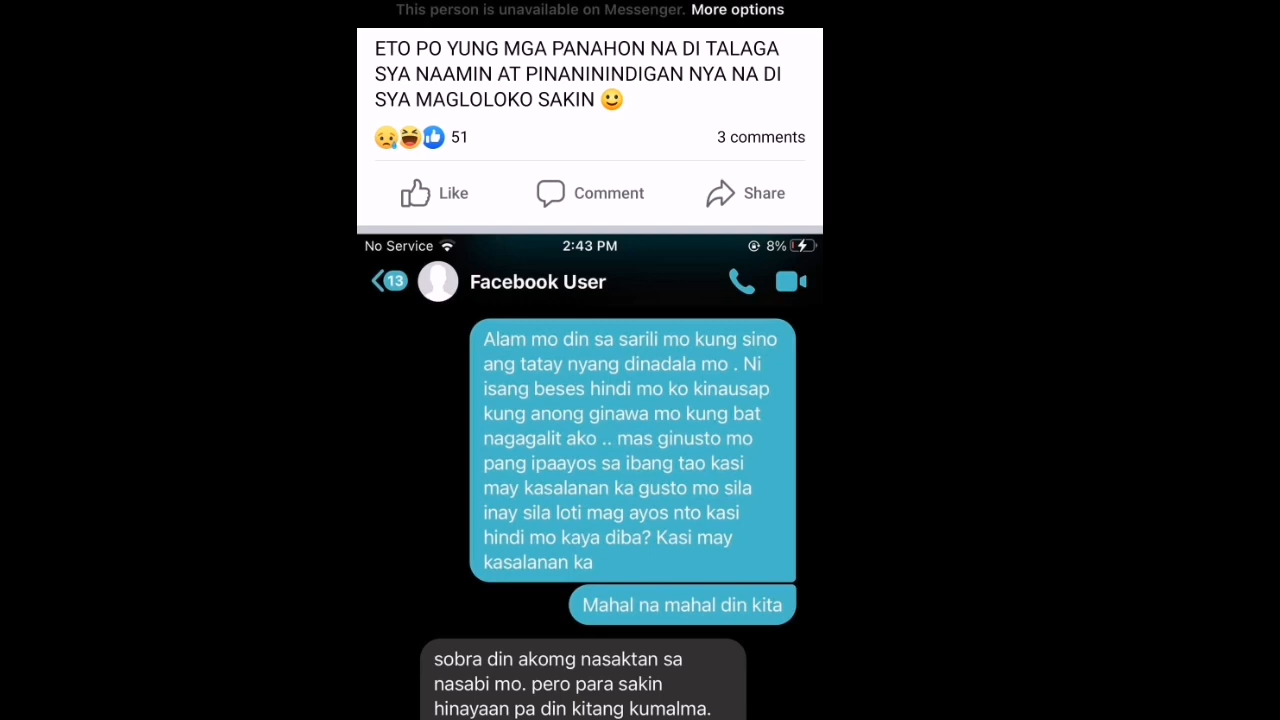 This person is unavailable on Messenger. More options
ETO PO YUNG MGA PANAHON NA DI TALAGA
SYA NAAMIN AT PINANININDIGAN NYA NA DI
SYA MAGLOLOKO SAKIN 🙂
51
3 comments
Like
Comment
Share
No Service
2:43 PM
8%
13
Facebook User
Alam mo din sa sarili mo kung sino
ang tatay nyang dinadala mo . Ni
isang beses hindi mo ko kinausap
kung anong ginawa mo kung bat
nagagalit ako .. mas ginusto mo
pang ipaayos sa ibang tao kasi
may kasalanan ka gusto mo sila
inay sila loti mag ayos nto kasi
hindi mo kaya diba? Kasi may
kasalanan ka
Mahal na mahal din kita
sobra din akomg nasaktan sa
nasabi mo. pero para sakin
hinayaan pa din kitang kumalma.